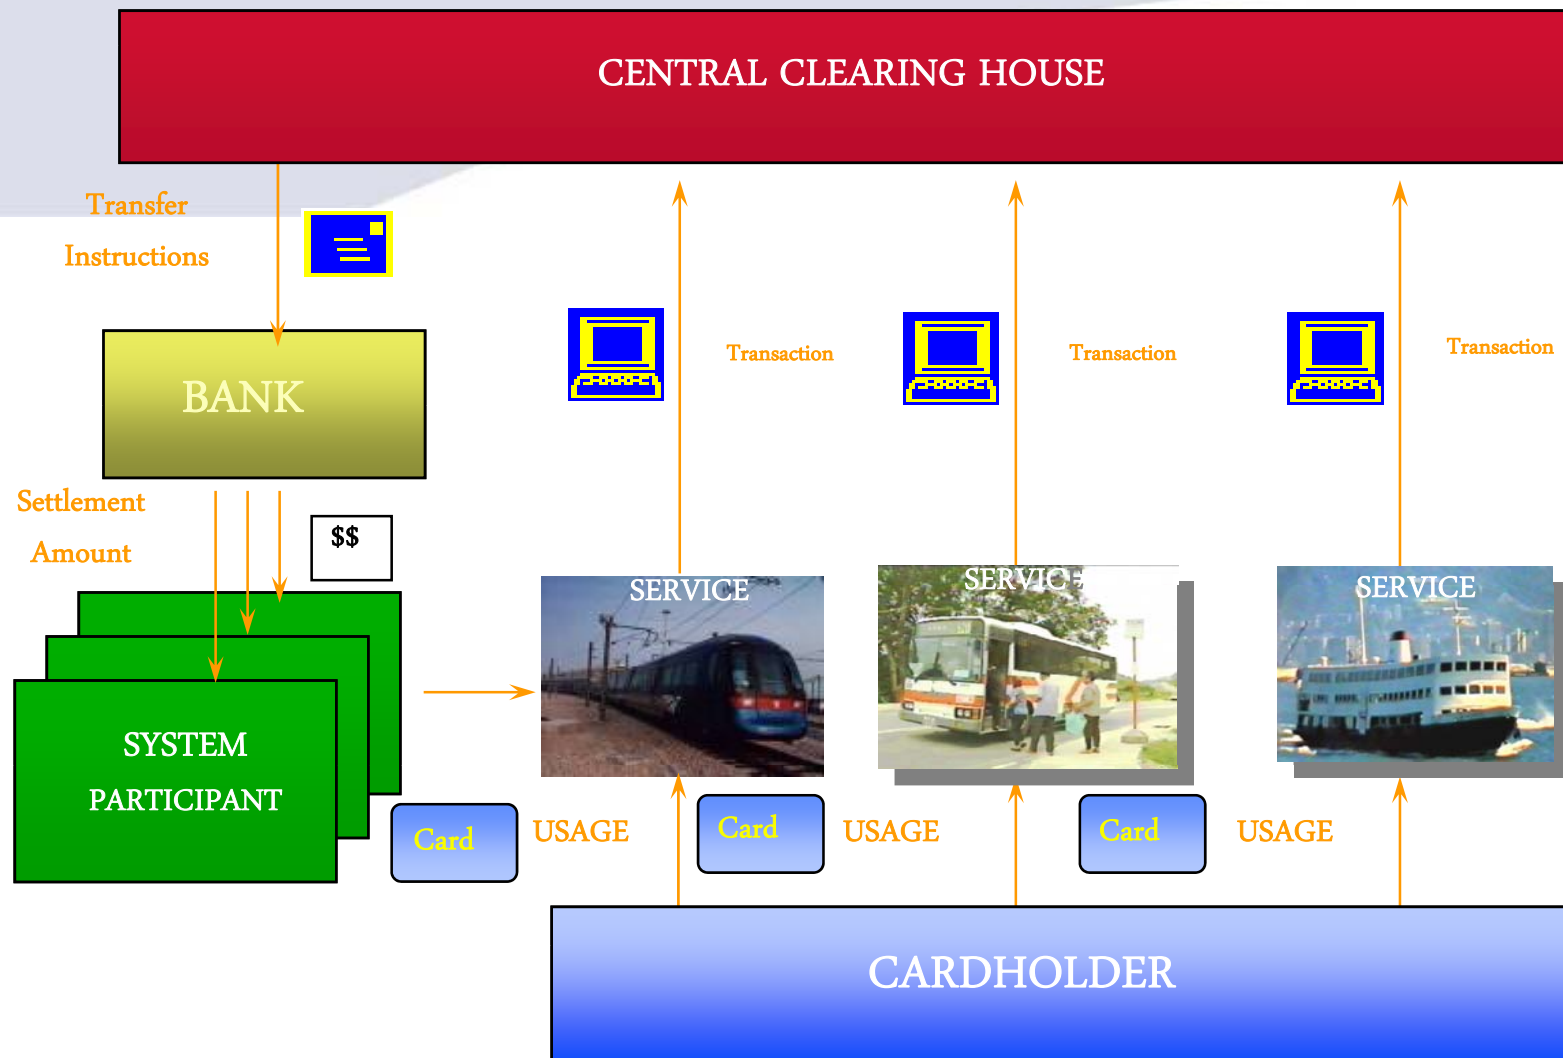 CENTRAL CLEARING HOUSE
Transfer
Instructions
Transaction
Transaction
Transaction
BANK
Settlement
Amount
$$
SERVICE
SERVIC
SERVICE
SYSTEM
PARTICIPANT
Card
USAGE
Card
USAGE
Card
USAGE
CARDHOLDER